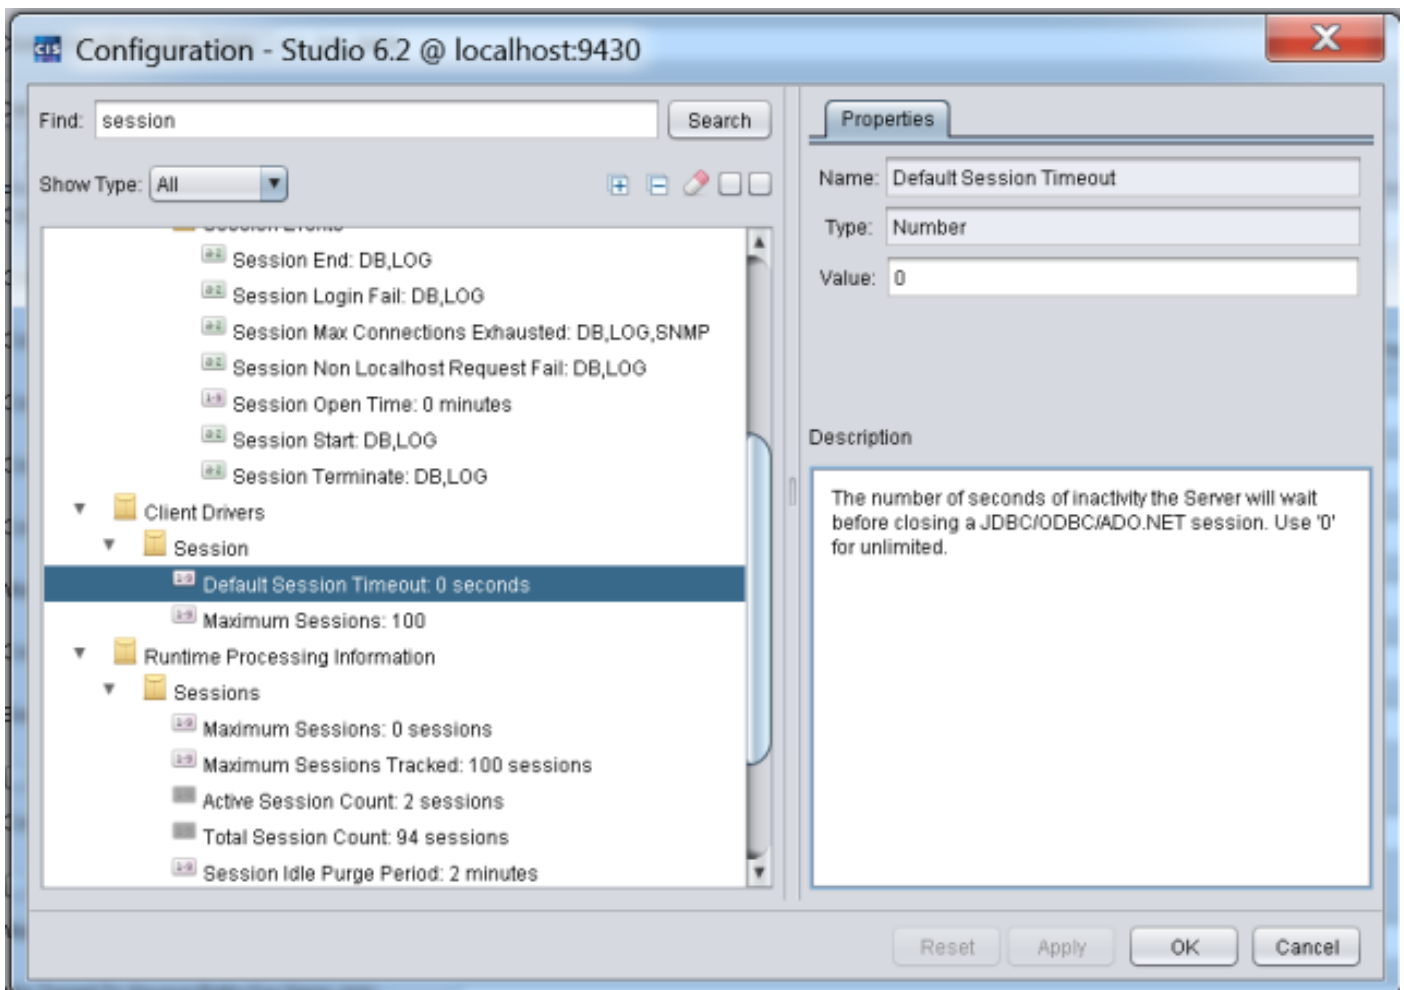 CIS Configuration - Studio 6.2 @ localhost:9430
X
Find: session Search
Show Type: All
Session Events
Session End: DB,LOG
Session Login Fail: DB,LOG
Session Max Connections Exhausted: DB,LOG,SNMP
Session Non Localhost Request Fail: DB,LOG
Session Open Time: 0 minutes
Session Start: DB,LOG
Session Terminate: DB,LOG
Client Drivers
Session
Default Session Timeout: 0 seconds
Maximum Sessions: 100
Runtime Processing Information
Sessions
Maximum Sessions: 0 sessions
Maximum Sessions Tracked: 100 sessions
Active Session Count: 2 sessions
Total Session Count: 94 sessions
Session Idle Purge Period: 2 minutes
Properties
Name: Default Session Timeout
Type: Number
Value: 0
Description
The number of seconds of inactivity the Server will wait
before closing a JDBC/ODBC/ADO.NET session. Use '0'
for unlimited.
Reset Apply OK Cancel